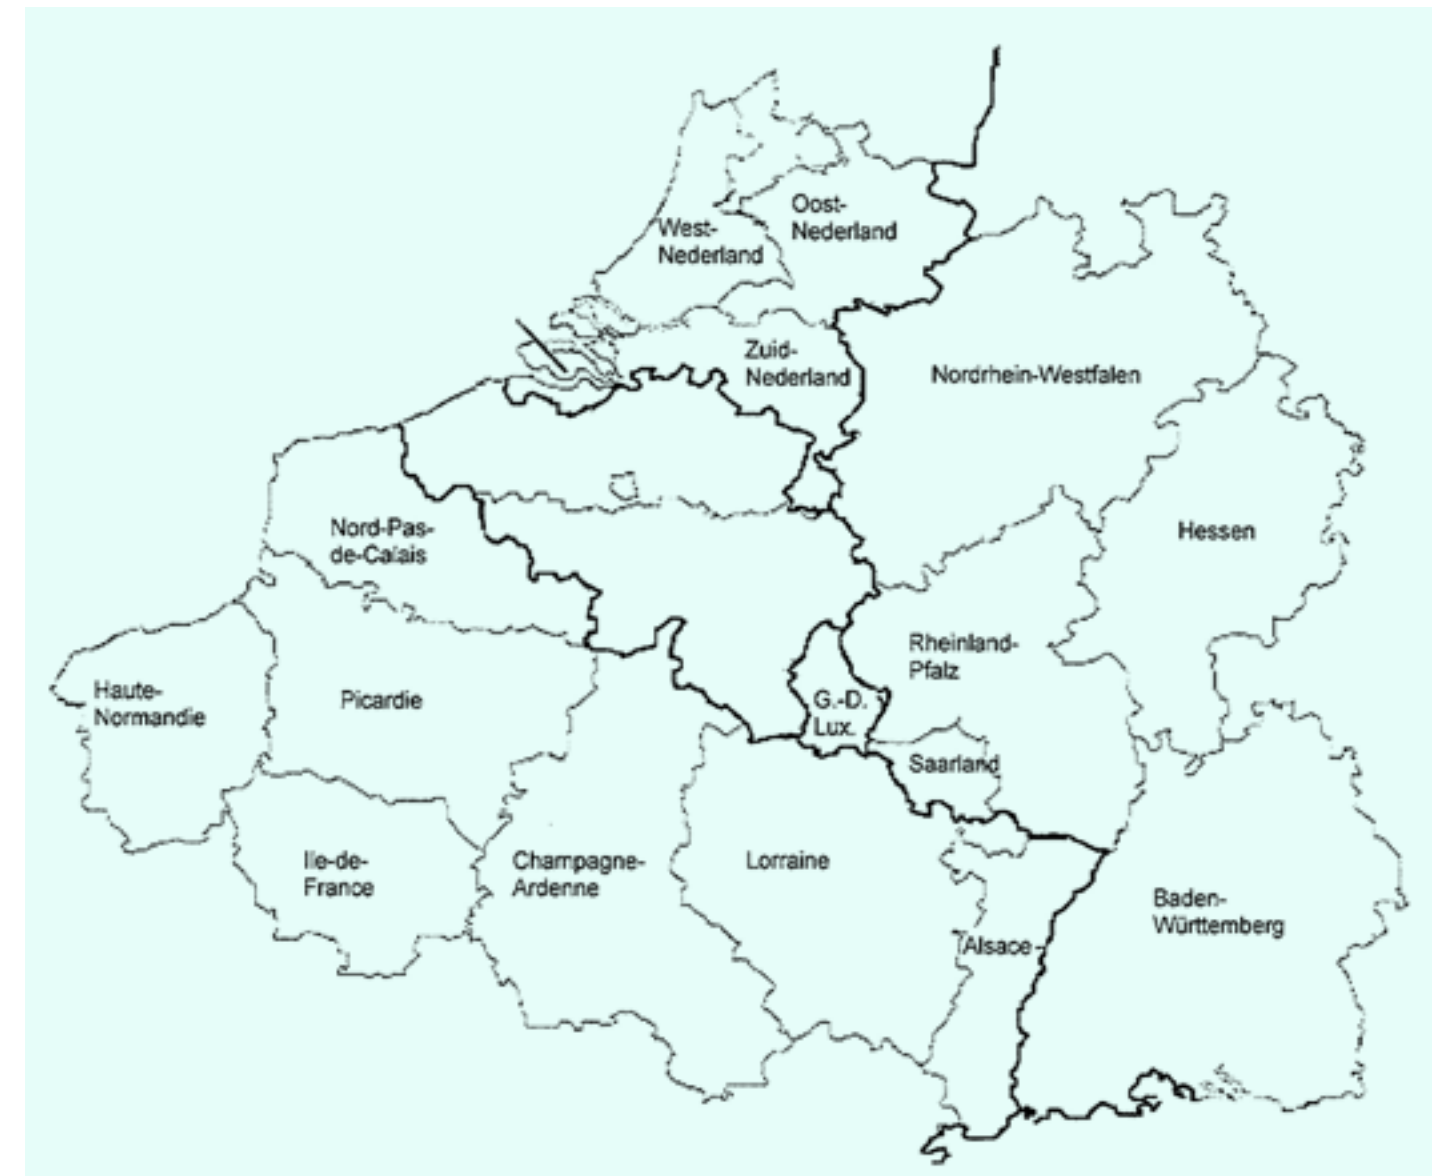 Oost-
Nederland
West-
Nederland
Zuid-
Nederland
Nordrhein-Westfalen
Nord-Pas-
de-Calais
Hessen
Rheinland-
Pfalz
Haute-
Normandie
Picardie
G.-D.
Lux.
Saarland
Ile-de-
France
Champagne-
Ardenne
Lorraine
Baden-
Württemberg
Alsace